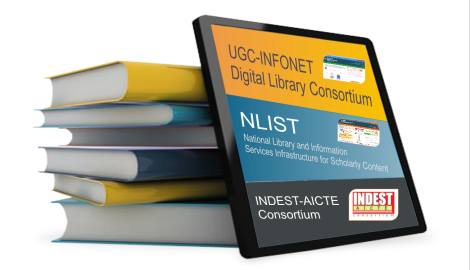 UGC-INFONET
Digital Library Consortium
NLIST
National Library and Information
Services Infrastructure for Scholarly Content
INDEST-AICTE
Consortium
INDEST
AICTE
CONSORTIUM